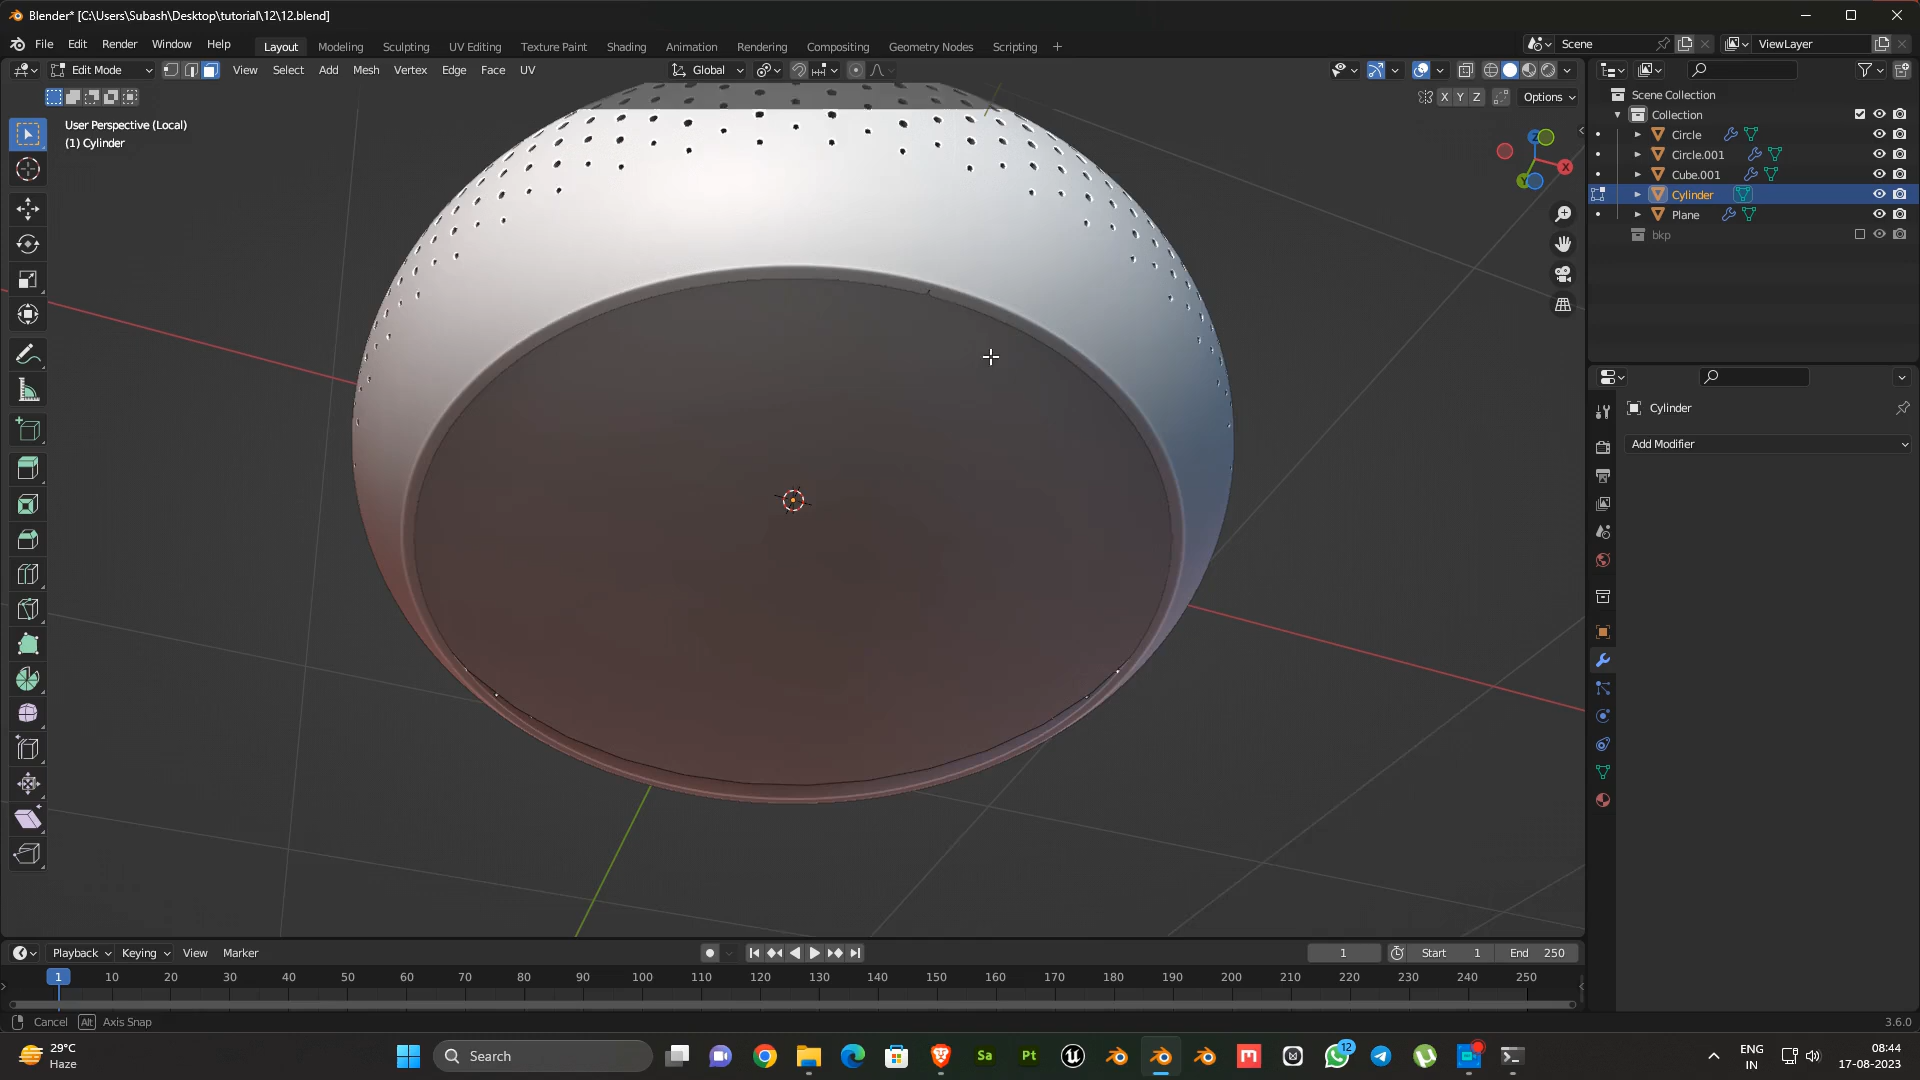 Blender* [C:\Users\Subash\Desktop\tutorial\12\12.blend]
File Edit Render Window Help Layout Modeling Sculpting UV Editing Texture Paint Shading Animation Rendering Compositing Geometry Nodes Scripting + Scene ViewLayer
Edit Mode View Select Add Mesh Vertex Edge Face UV Global
X Y Z Options
User Perspective (Local)
(1) Cylinder
Z
X
Y
Scene Collection
Collection
Circle
Circle.001
Cube.001
Cylinder
Plane
bkp
Cylinder
Add Modifier
Playback Keying View Marker 1 Start 1 End 250
1 10 20 30 40 50 60 70 80 90 100 110 120 130 140 150 160 170 180 190 200 210 220 230 240 250
Cancel Alt Axis Snap 3.6.0
29°C
Haze
Search
Sa
Pt
12
ENG
IN
08:44
17-08-2023